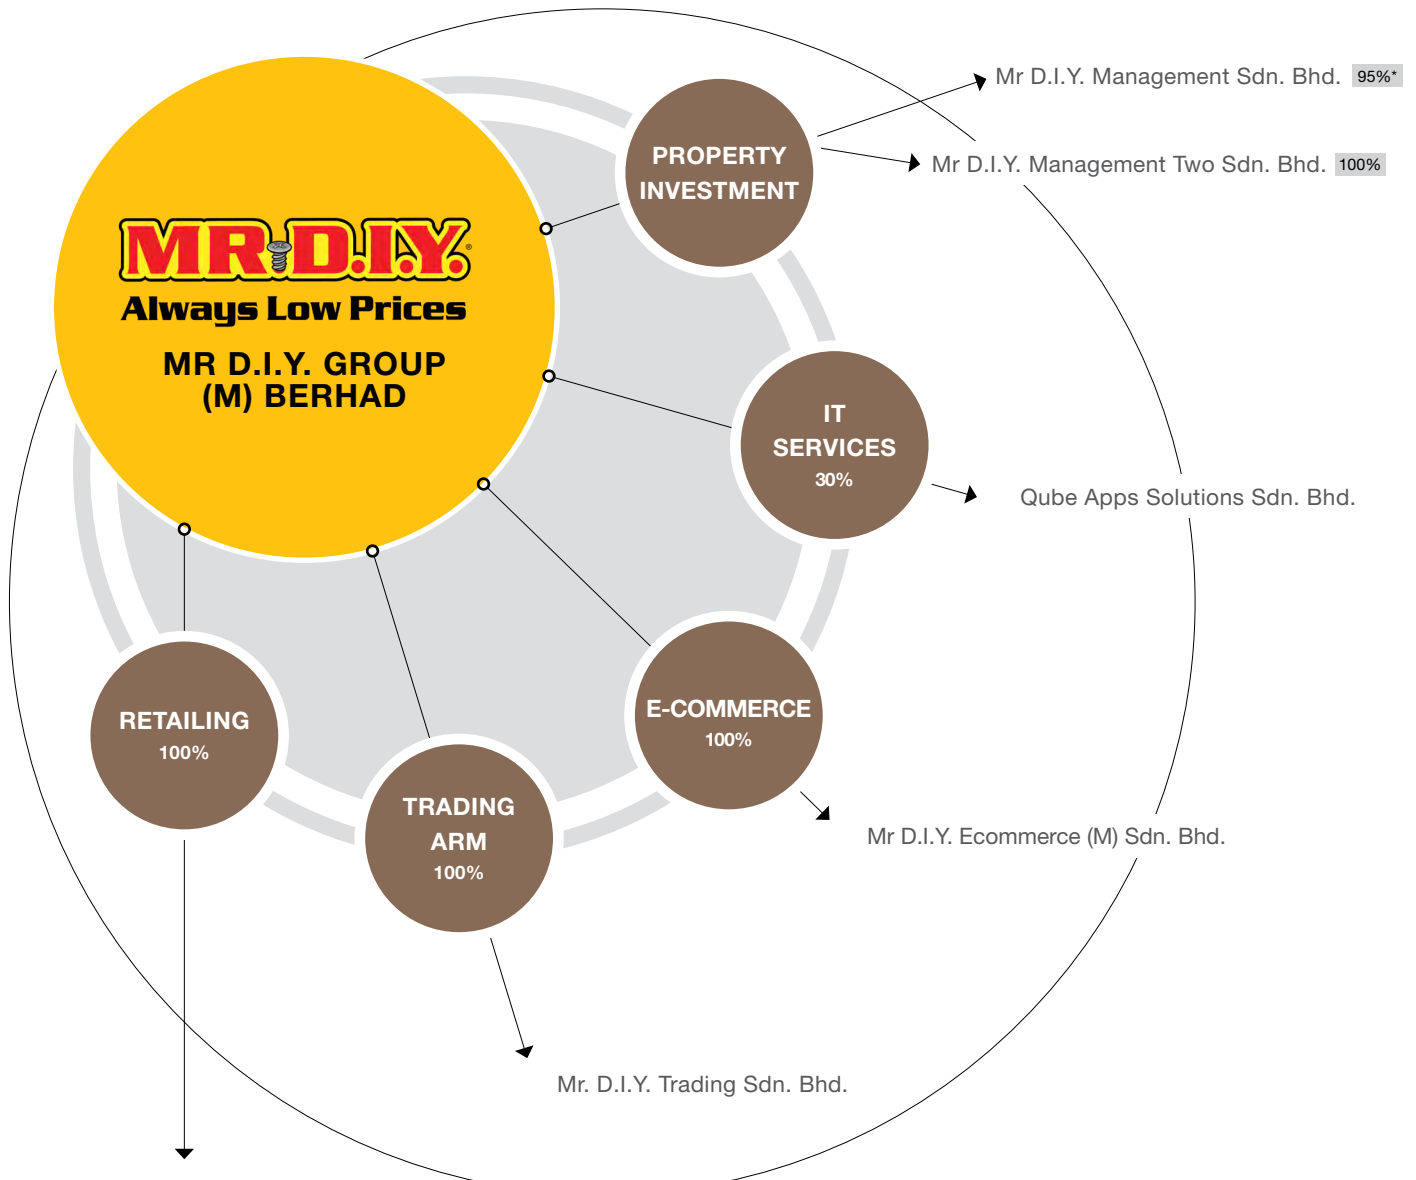 MR D.I.Y.®
Always Low Prices
MR D.I.Y. GROUP
(M) BERHAD
PROPERTY
INVESTMENT
Mr D.I.Y. Management Sdn. Bhd. 95%*
Mr D.I.Y. Management Two Sdn. Bhd. 100%
IT
SERVICES
30%
Qube Apps Solutions Sdn. Bhd.
E-COMMERCE
100%
Mr D.I.Y. Ecommerce (M) Sdn. Bhd.
TRADING
ARM
100%
Mr. D.I.Y. Trading Sdn. Bhd.
RETAILING
100%